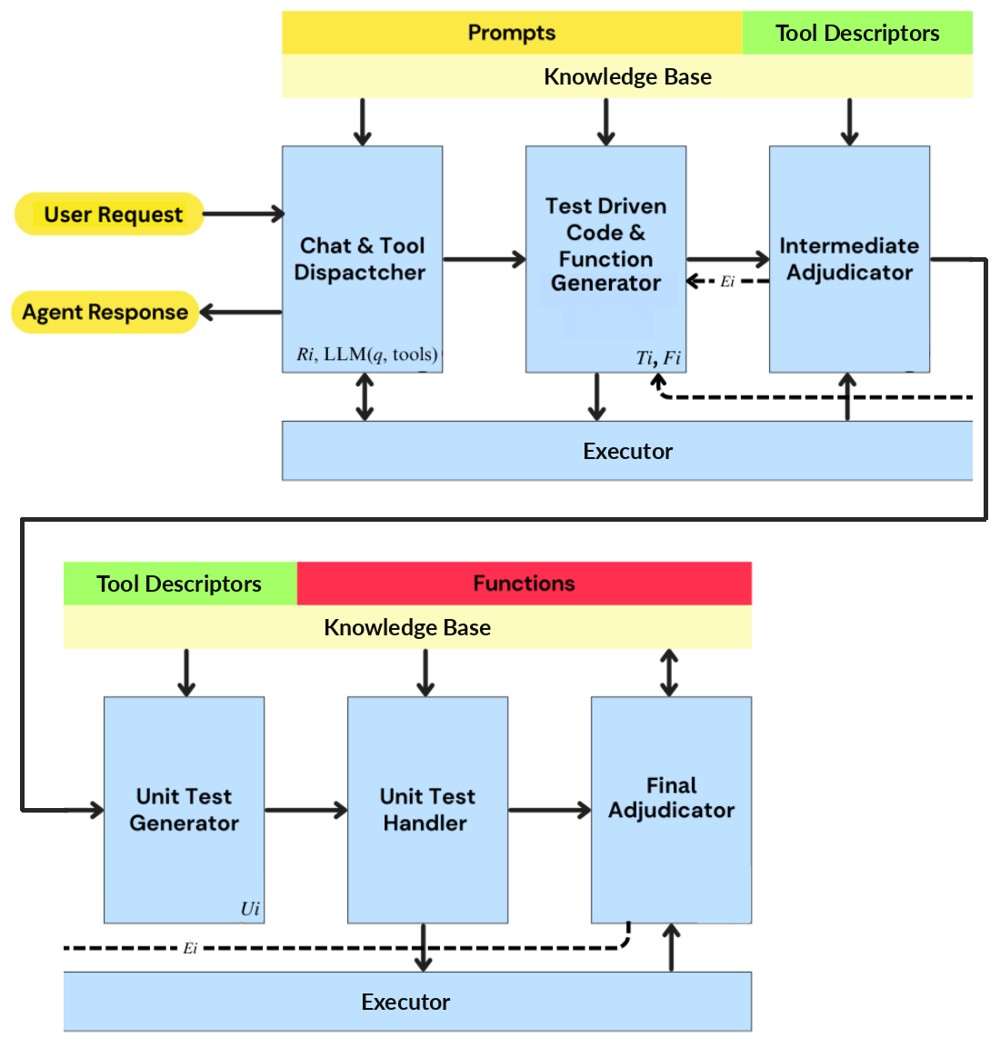 Prompts
Tool Descriptors
Knowledge Base
User Request
Agent Response
Chat & Tool
Dispactcher
Ri, LLM(q, tools)
Test Driven
Code &
Function
Generator
Ti, Fi
Ei
Intermediate
Adjudicator
Executor
Tool Descriptors
Functions
Knowledge Base
Unit Test
Generator
Ui
Unit Test
Handler
Final
Adjudicator
Ei
Executor